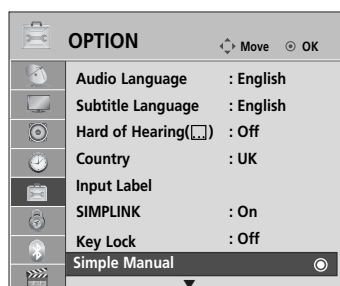 OPTION Move OK
Audio Language : English
Subtitle Language : English
Hard of Hearing( ) : Off
Country : UK
Input Label
SIMPLINK : On
Key Lock : Off
Simple Manual